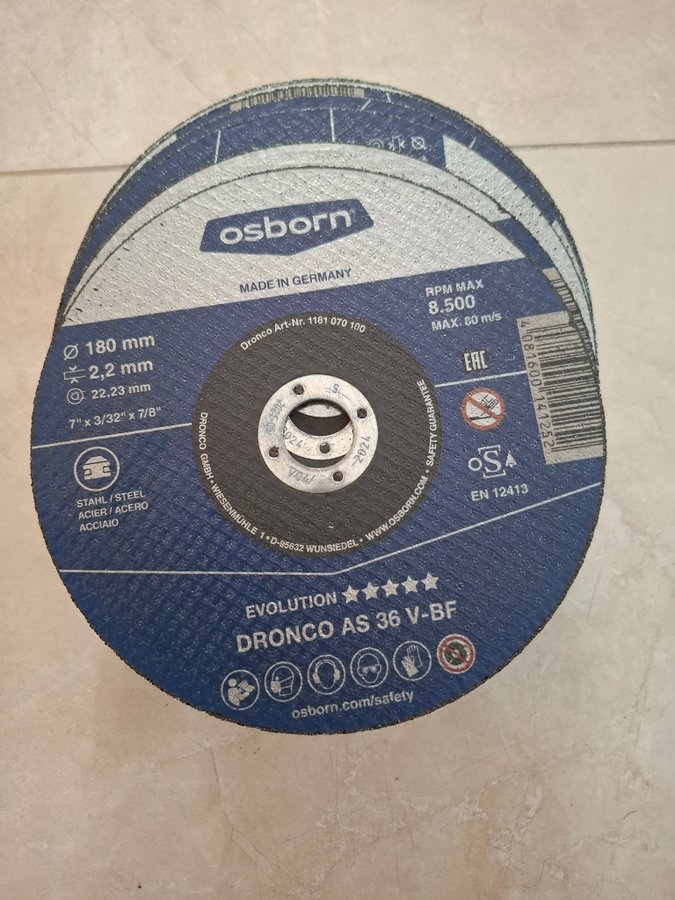 osborn
MADE IN GERMANY
RPM MAX
8.500
MAX. 80 m/s
Dronco Art-Nr. 1181 070 100
Ø 180 mm
2,2 mm
22,23 mm
7" x 3/32" x 7/8"
STAHL / STEEL
ACIER / ACERO
ACCIAIO
EAC
EN 12413
DRONCO GMBH • WIESENMÜHLE 1 • D-95632 WUNSIEDEL • WWW.OSBORN.COM • SAFETY GUARANTEE
2024
EVOLUTION ★★★★★
DRONCO AS 36 V-BF
osborn.com/safety